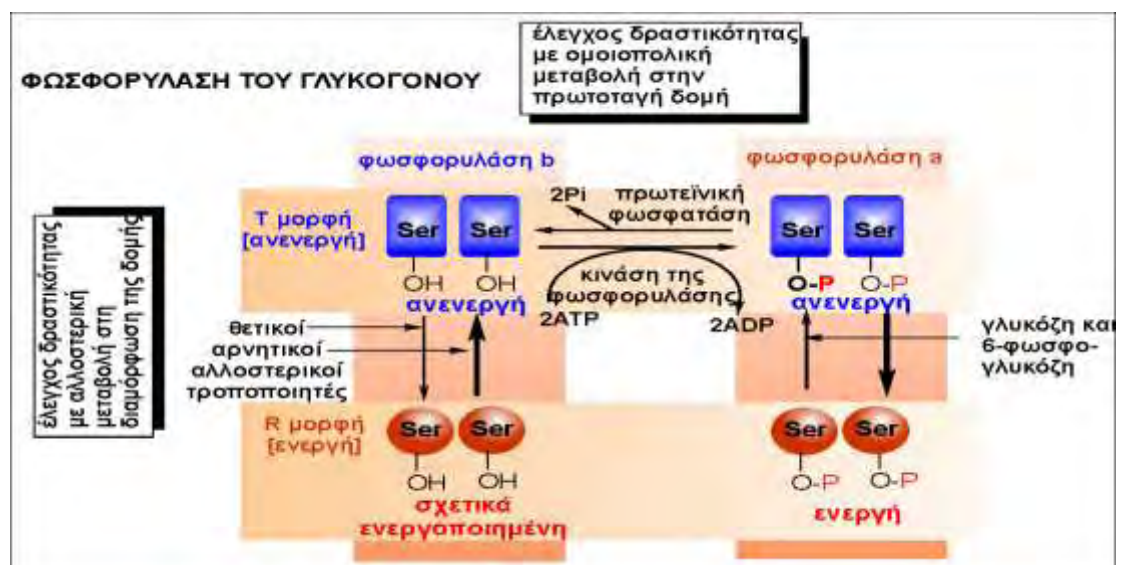 έλεγχος δραστικότητας
με ομοιοπολική
μεταβολή στην
πρωτοταγή δομή
ΦΩΣΦΟΡΥΛΑΣΗ ΤΟΥ ΓΛΥΚΟΓΟΝΟΥ
φωσφορυλάση b
φωσφορυλάση a
έλεγχος δραστικότητας
με αλλοστερική
μεταβολή στη
διαμόρφωση της δομής
Τ μορφή
[ανενεργή]
Ser Ser
OH OH
ανενεργή
2Pi
πρωτεϊνική
φωσφατάση
κινάση της
φωσφορυλάσης
2ATP
2ADP
Ser Ser
O-P O-P
ανενεργή
θετικοί
αρνητικοί
αλλοστερικοί
τροποποιητές
γλυκόζη και
6-φωσφο-
γλυκόζη
R μορφή
[ενεργή]
Ser Ser
OH OH
σχετικά
ενεργοποιημένη
Ser Ser
O-P O-P
ενεργή